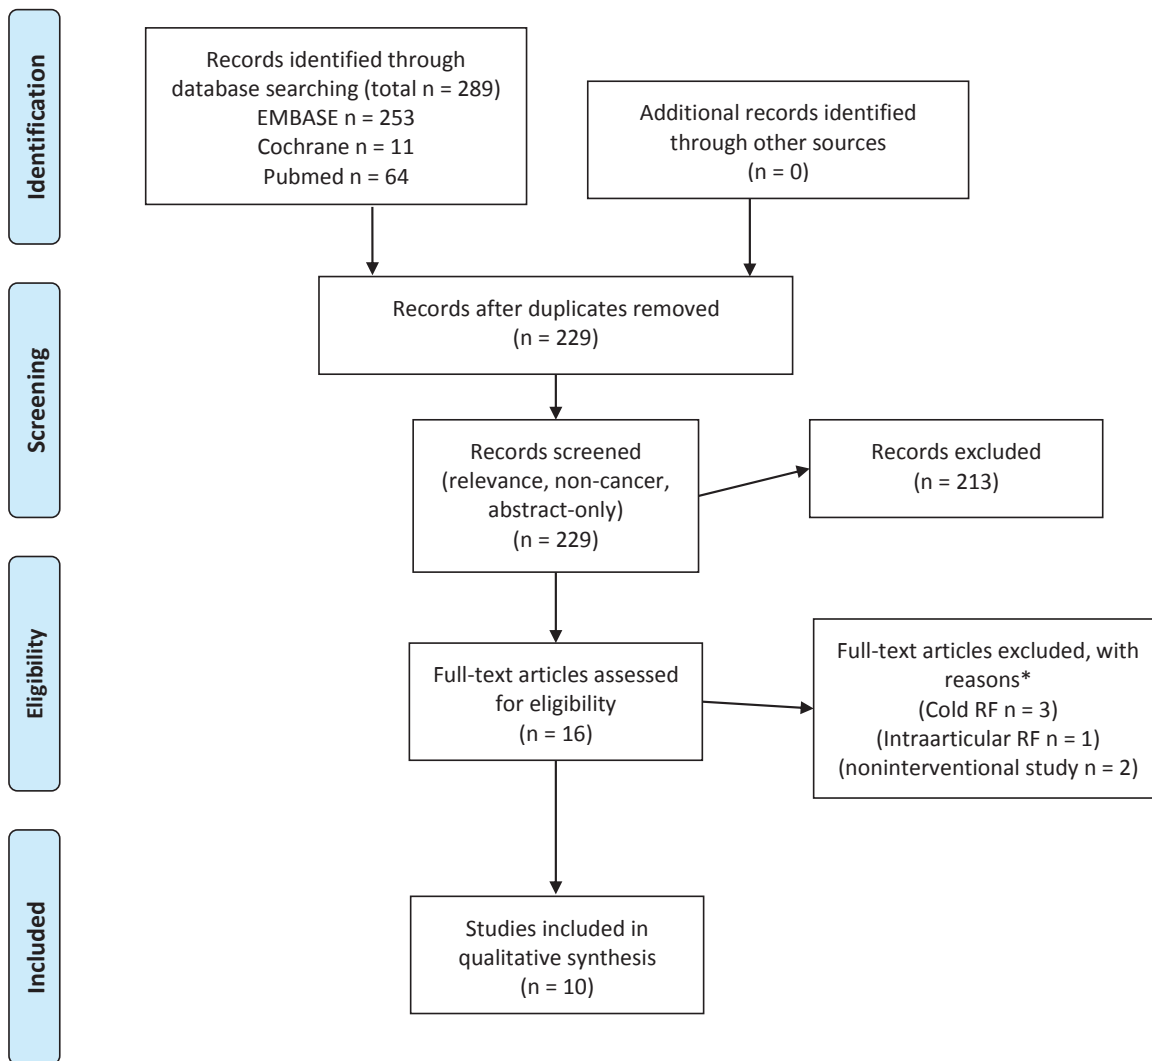 Identification
Records identified through
database searching (total n = 289)
EMBASE n = 253
Cochrane n = 11
Pubmed n = 64
Additional records identified
through other sources
(n = 0)
Screening
Records after duplicates removed
(n = 229)
Records screened
(relevance, non-cancer,
abstract-only)
(n = 229)
Records excluded
(n = 213)
Eligibility
Full-text articles assessed
for eligibility
(n = 16)
Full-text articles excluded, with
reasons*
(Cold RF n = 3)
(Intraarticular RF n = 1)
(noninterventional study n = 2)
Included
Studies included in
qualitative synthesis
(n = 10)